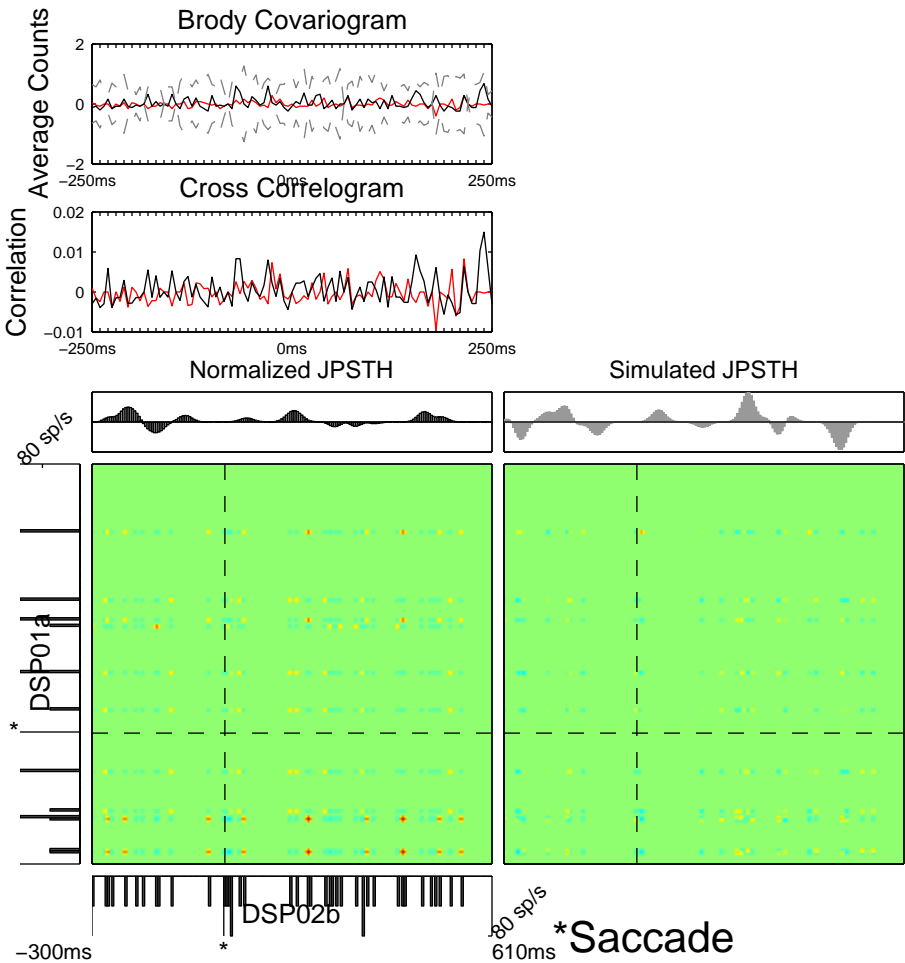 Brody Covariogram
Average Counts
2
0
−2
−250ms
0ms
250ms
Cross Correlogram
Correlation
0.02
0.01
0
−0.01
−250ms
0ms
250ms
Normalized JPSTH
Simulated JPSTH
80 sp/s
DSP01a
*
DSP02b
80 sp/s
−300ms
*
610ms
*Saccade